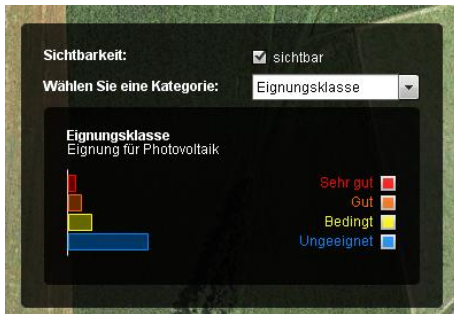 Sichtbarkeit: sichtbar
Wählen Sie eine Kategorie: Eignungsklasse
Eignungsklasse
Eignung für Photovoltaik
Sehr gut
Gut
Bedingt
Ungeeignet